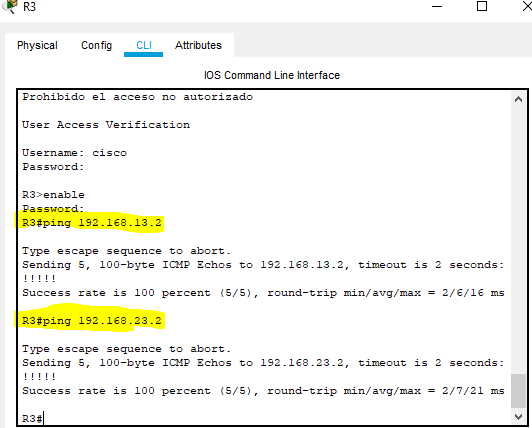 R3
Physical Config CLI Attributes
IOS Command Line Interface
Prohibido el acceso no autorizado
User Access Verification
Username: cisco
Password:
R3>enable
Password:
R3#ping 192.168.13.2
Type escape sequence to abort.
Sending 5, 100-byte ICMP Echos to 192.168.13.2, timeout is 2 seconds:
!!!!!
Success rate is 100 percent (5/5), round-trip min/avg/max = 2/6/16 ms
R3#ping 192.168.23.2
Type escape sequence to abort.
Sending 5, 100-byte ICMP Echos to 192.168.23.2, timeout is 2 seconds:
!!!!!
Success rate is 100 percent (5/5), round-trip min/avg/max = 2/7/21 ms
R3#